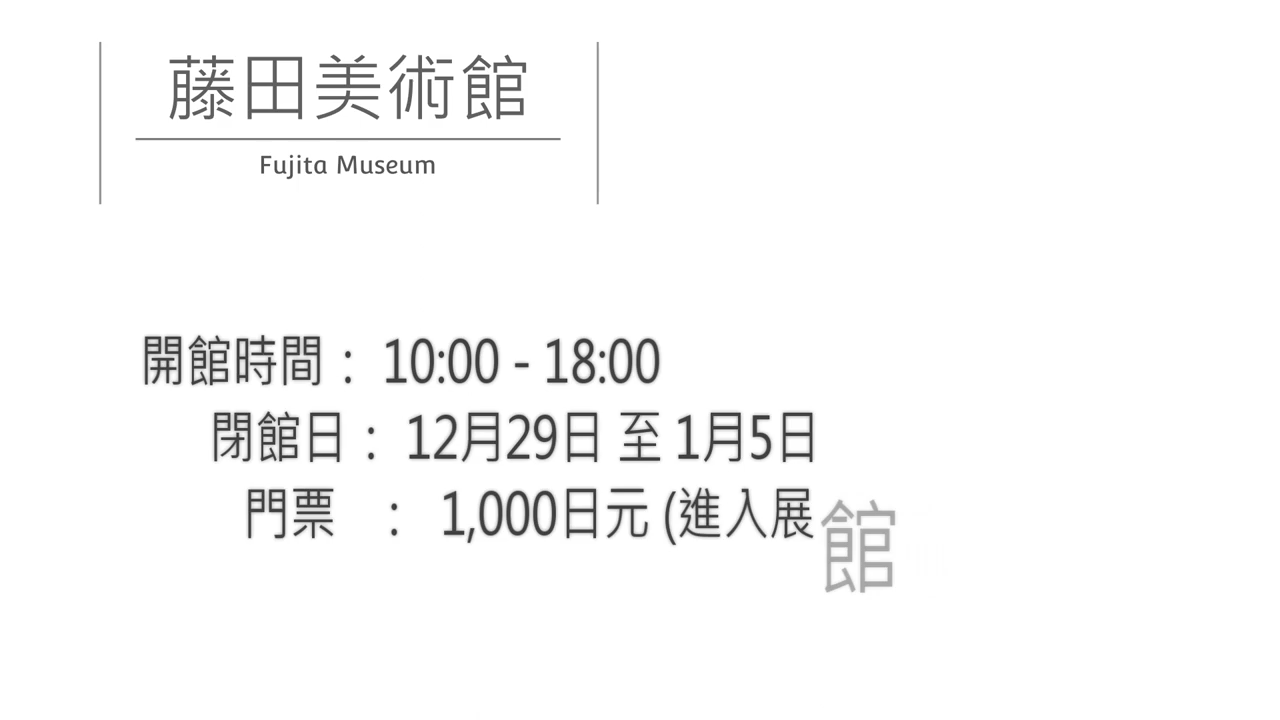 藤田美術館
Fujita Museum
開館時間： 10:00 - 18:00
閉館日： 12月29日 至 1月5日
門票 ： 1,000日元 (進入展館